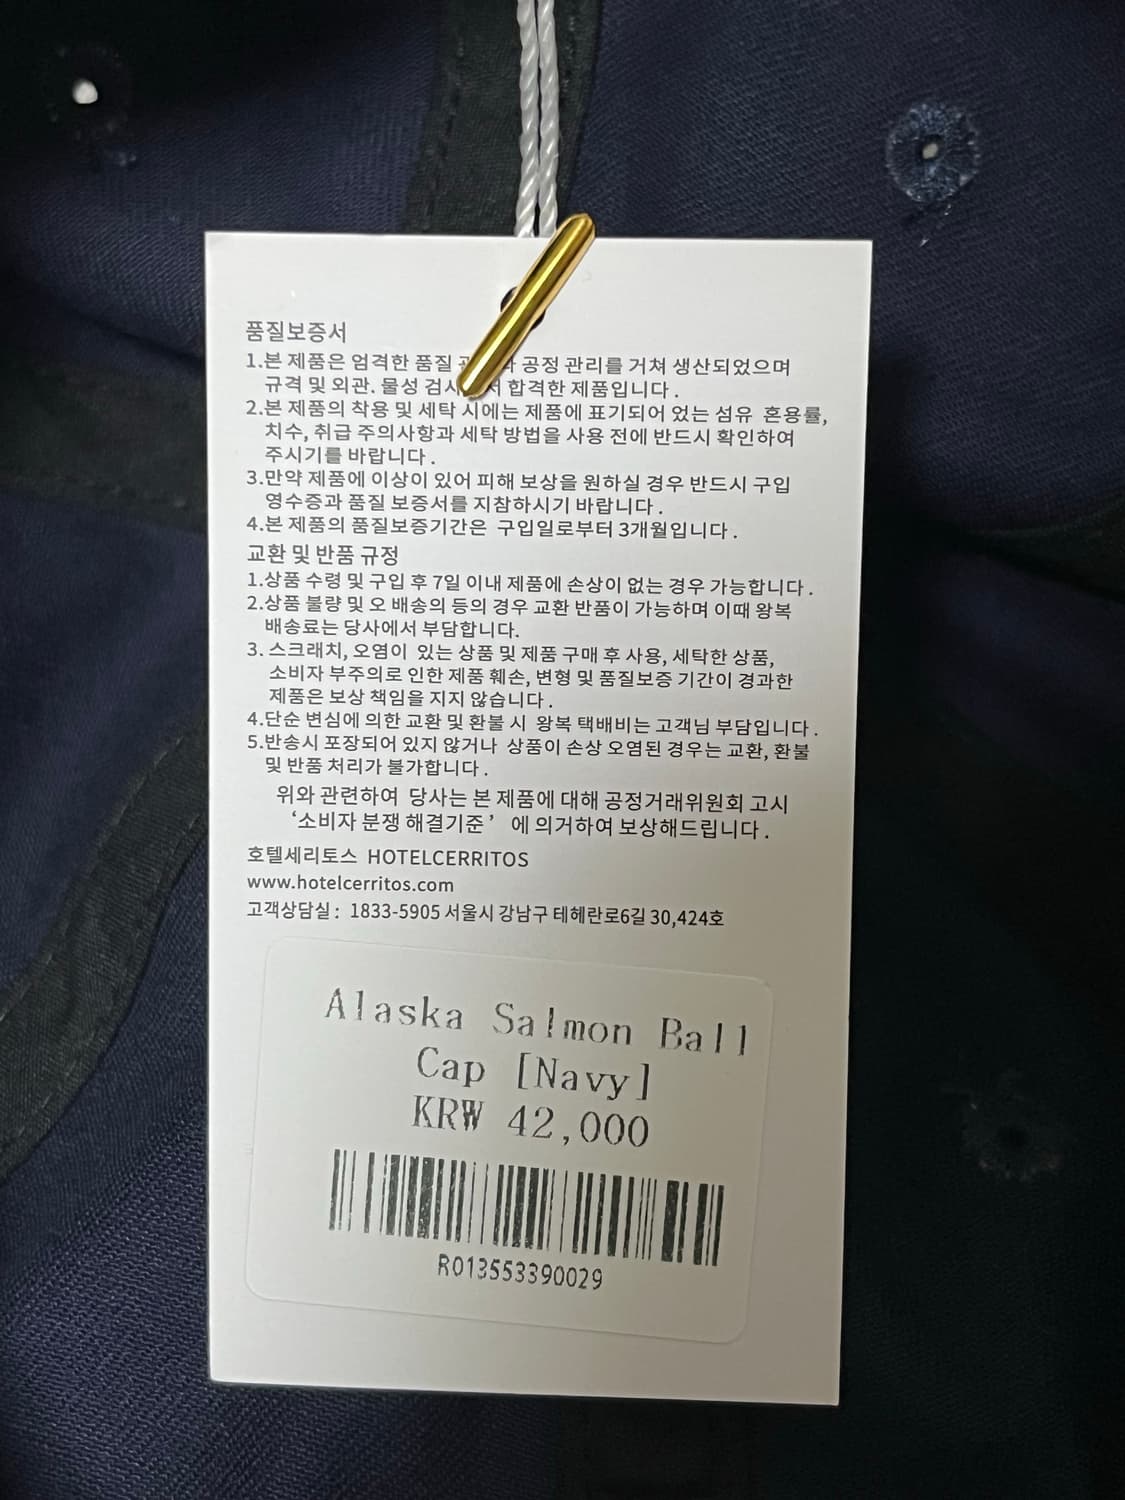 품질보증서
1.본 제품은 엄격한 품질 공정 관리를 거쳐 생산되었으며
규격 및 외관. 물성 합격한 제품입니다.
2.본 제품의 착용 및 세탁 시에는 제품에 표기되어 었는 섬유 혼용률,
치수, 취급 주의사항과 세탁 방법을 사용 전에 반드시 확인하여
주시기를 바랍니다.
3.만약 제품에 이상이 있어 피해 보상을 원하실 경우 반드시 구입
영수증과 품질 보증서를 지참하시기 바랍니다.
4.본 제품의 품질보증기간은 구입일로부터 3개월입니다.
교환 및 반품 규정
1.상품 수령 및 구입 후 7일 이내 제품에 손상이 없는 경우 가능합니다.
2.상품 불량 및 오 배송의 등의 경우 교환 반품이 가능하며 이때 왕복
배송료는 당사에서 부담합니다.
3. 스크래치, 오염이 있는 상품 및 제품 구매 후 사용, 세탁한 상품,
소비자 부주의로 인한 제품 훼손, 변형 및 품질보증 기간이 경과한
제품은 보상 책임을 지지 않습니다.
4.단순 변심에 의한 교환 및 환불 시 왕복 택배비는 고객님 부담입니다.
5.반송시 포장되어 있지 않거나 상품이 손상 오염된 경우는 교환, 환불
및 반품 처리가 불가합니다.
위와 관련하여 당사는 본 제품에 대해 공정거래위원회 고시
‘소비자 분쟁 해결기준’ 에 의거하여 보상해드립니다.
호텔세리토스 HOTELCERRITOS
www.hotelcerritos.com
고객상담실: 1833-5905 서울시 강남구 테헤란로6길 30,424호
Alaska Salmon Ball
Cap [Navy]
KRW 42,000
R013553390029